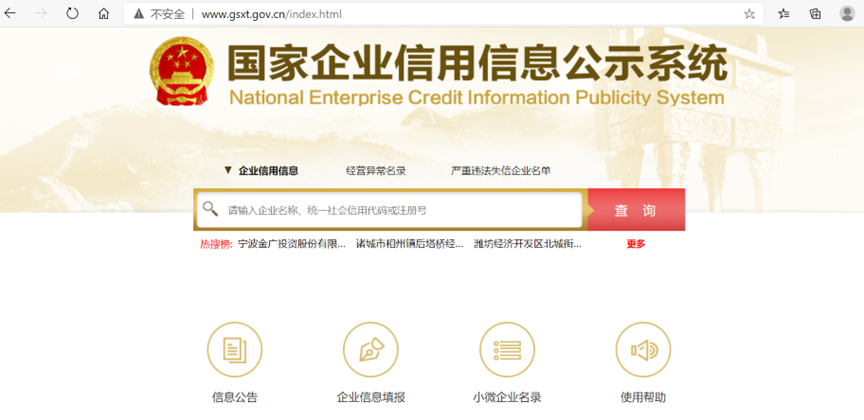 不安全 | www.gsxt.gov.cn/index.html
国家企业信用信息公示系统
National Enterprise Credit Information Publicity System
企业信用信息 经营异常名录 严重违法失信企业名单
请输入企业名称、统一社会信用代码或注册号 查 询
热搜榜: 宁波金广投资股份有限... 诸城市相州镇后塔桥经... 潍坊经济开发区北城街... 更多
信息公告 企业信息填报 小微企业名录 使用帮助